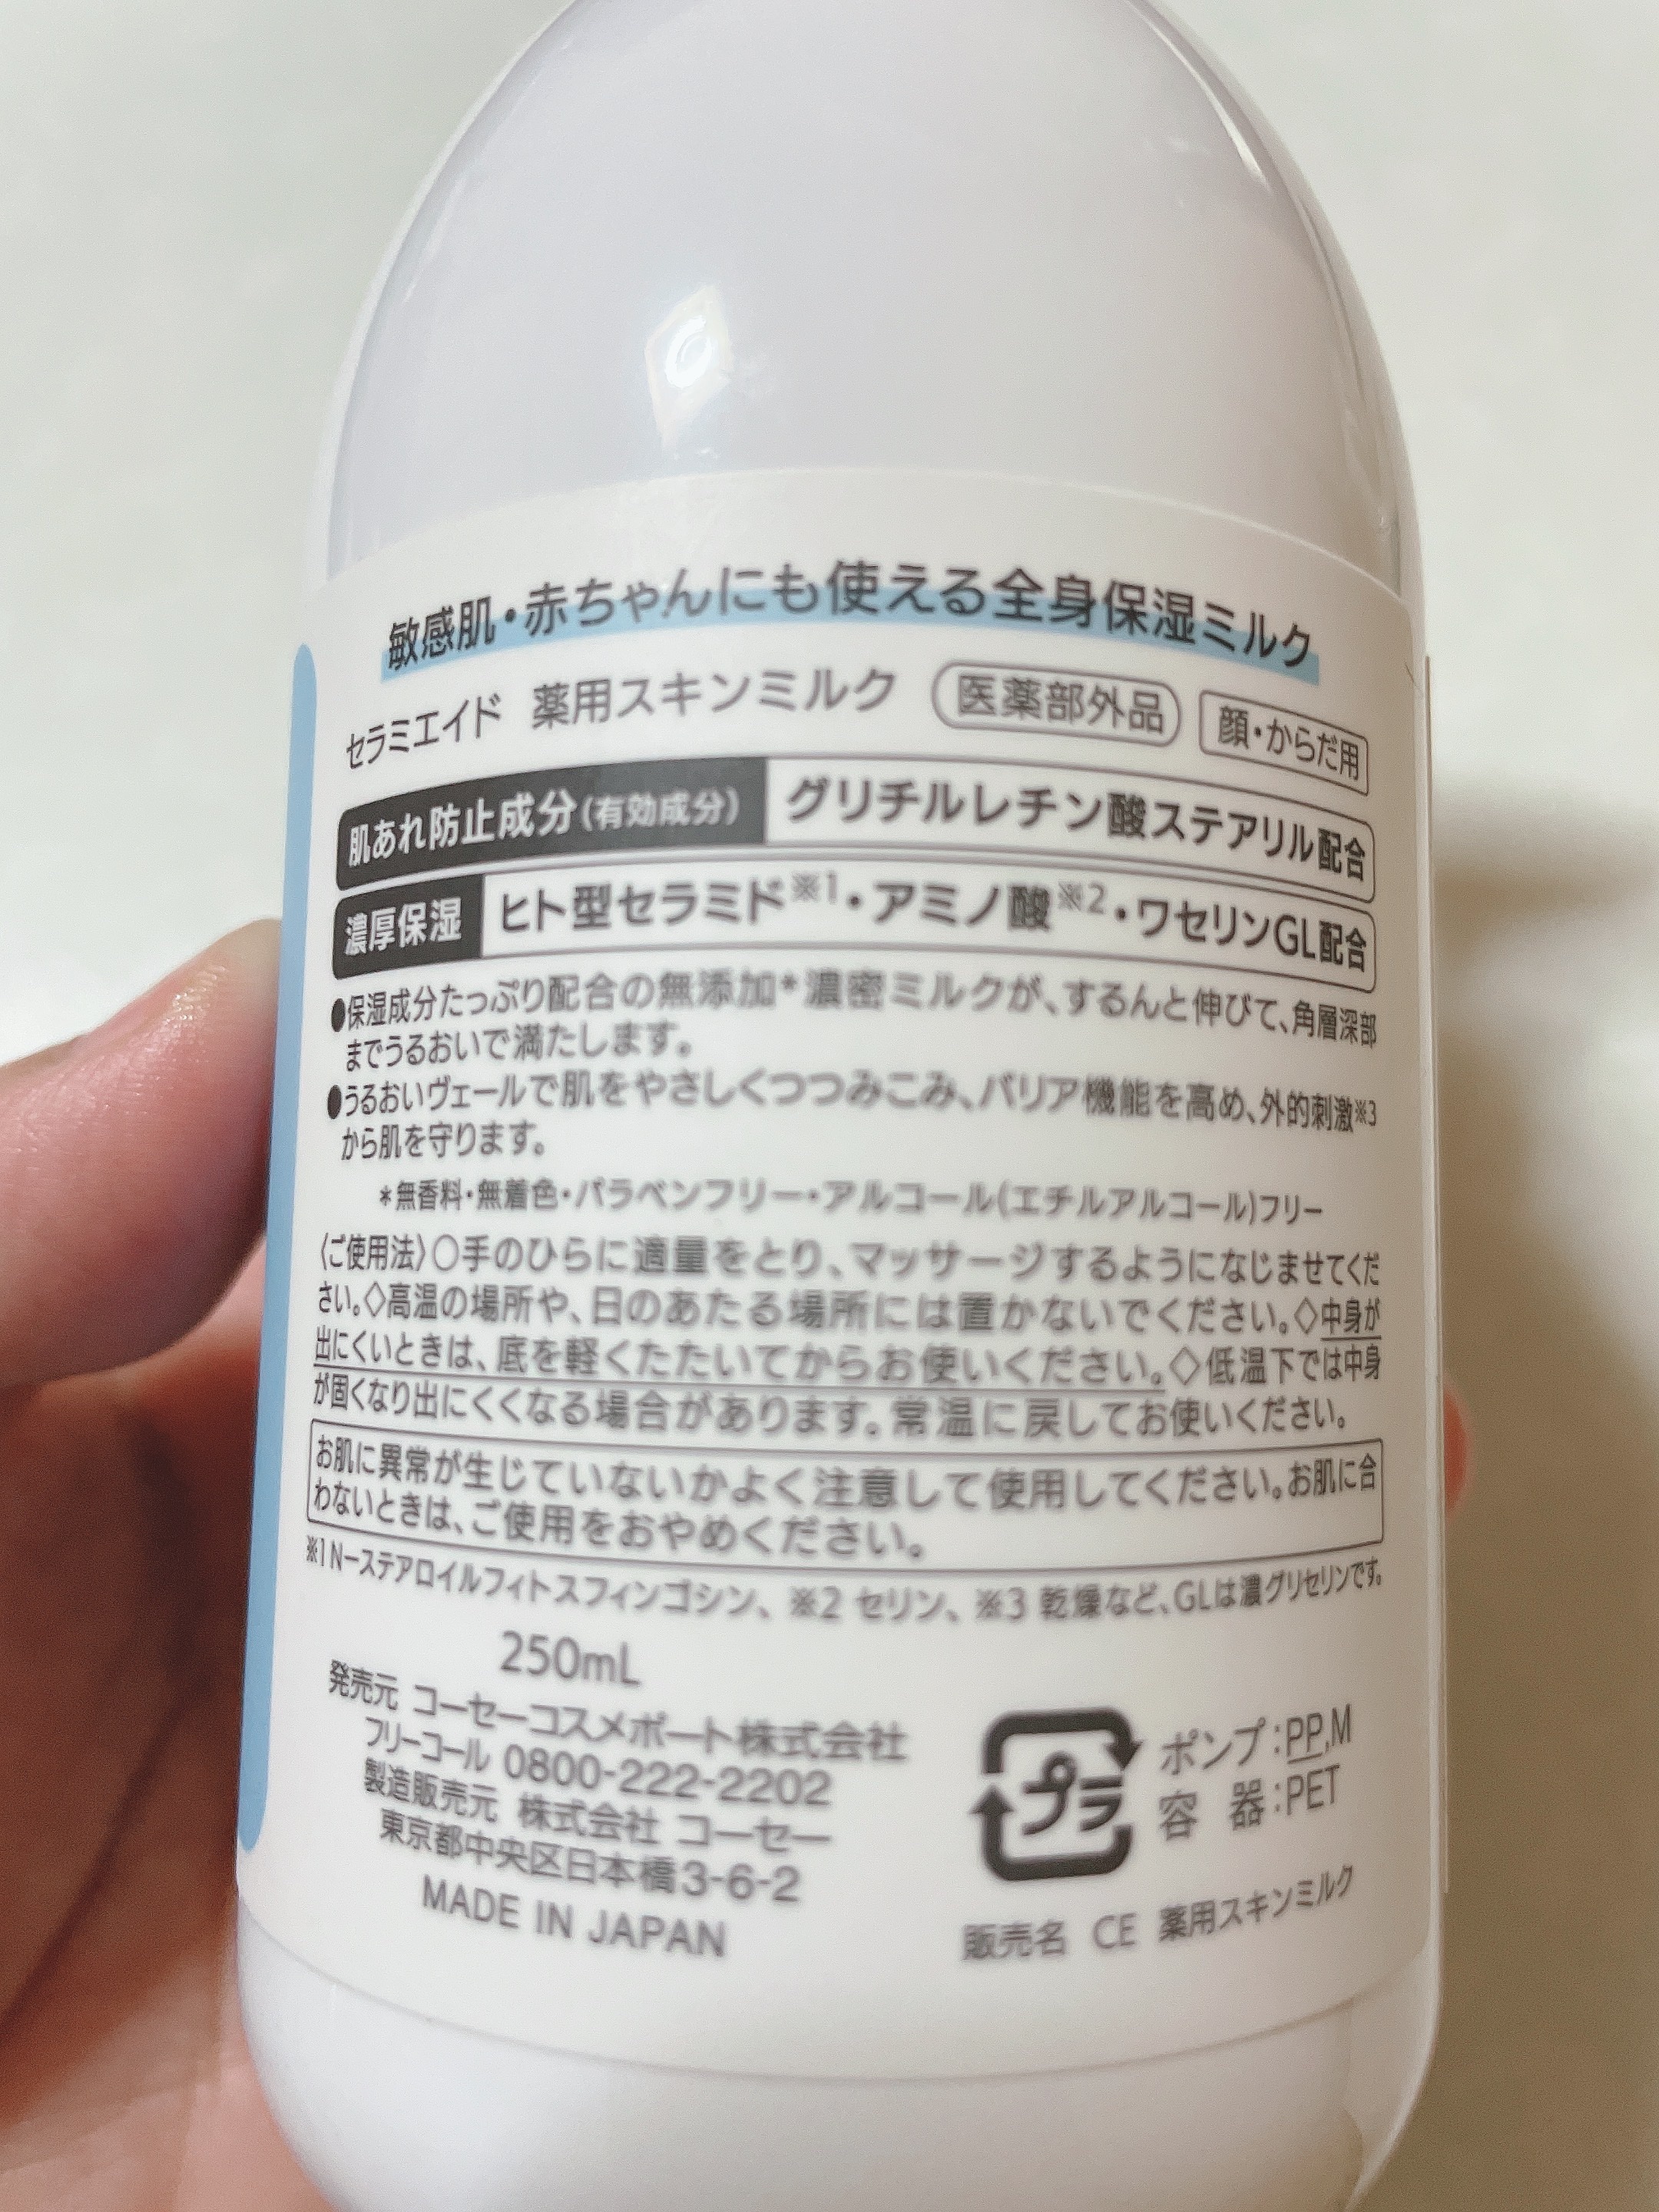 敏感肌・赤ちゃんにも使える全身保湿ミルク
セラミエイド 薬用スキンミルク 医薬部外品 顔・からだ用
肌あれ防止成分(有効成分) グリチルレチン酸ステアリル配合
濃厚保湿 ヒト型セラミド※1・アミノ酸※2・ワセリンGL配合
●保湿成分たっぷり配合の無添加*濃密ミルクが、するんと伸びて、角層深部
までうるおいで満たします。
●うるおいヴェールで肌をやさしくつつみこみ、バリア機能を高め、外的刺激※3
から肌を守ります。
*無香料・無着色・パラベンフリー・アルコール(エチルアルコール)フリー
〈ご使用法〉○手のひらに適量をとり、マッサージするようになじませてくだ
さい。◇高温の場所や、日のあたる場所には置かないでください。◇中身が
出にくいときは、底を軽くたたいてからお使いください。◇低温下では中身
が固くなり出にくくなる場合があります。常温に戻してお使いください。
お肌に異常が生じていないかよく注意して使用してください。お肌に合
わないときは、ご使用をおやめください。
※1 N-ステアロイルフィトスフィンゴシン、※2 セリン、※3 乾燥など、GLは濃グリセリンです。
250mL
発売元 コーセーコスメポート株式会社
フリーコール 0800-222-2202
製造販売元 株式会社 コーセー
東京都中央区日本橋3-6-2
MADE IN JAPAN
プラ
ポンプ:PP,M
容器:PET
販売名 CE 薬用スキンミルク